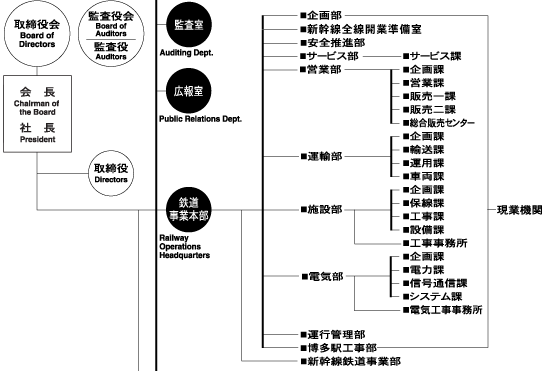 取締役会
Board of
Directors
監査役会
Board of
Auditors
監査役
Auditors
会 長
Chairman of
the Board
社 長
President
取締役
Directors
監査室
Auditing Dept.
広報室
Public Relations Dept.
鉄道
事業本部
Railway
Operations
Headquarters
■企画部
■新幹線全線開業準備室
■安全推進部
■サービス部
■サービス課
■営業部
■企画課
■営業課
■販売一課
■販売二課
■総合販売センター
■運輸部
■企画課
■輸送課
■運用課
■車両課
■施設部
■企画課
■保線課
■工事課
■設備課
■工事事務所
■電気部
■企画課
■電力課
■信号通信課
■システム課
■電気工事事務所
■運行管理部
■博多駅工事部
■新幹線鉄道事業部
現業機関